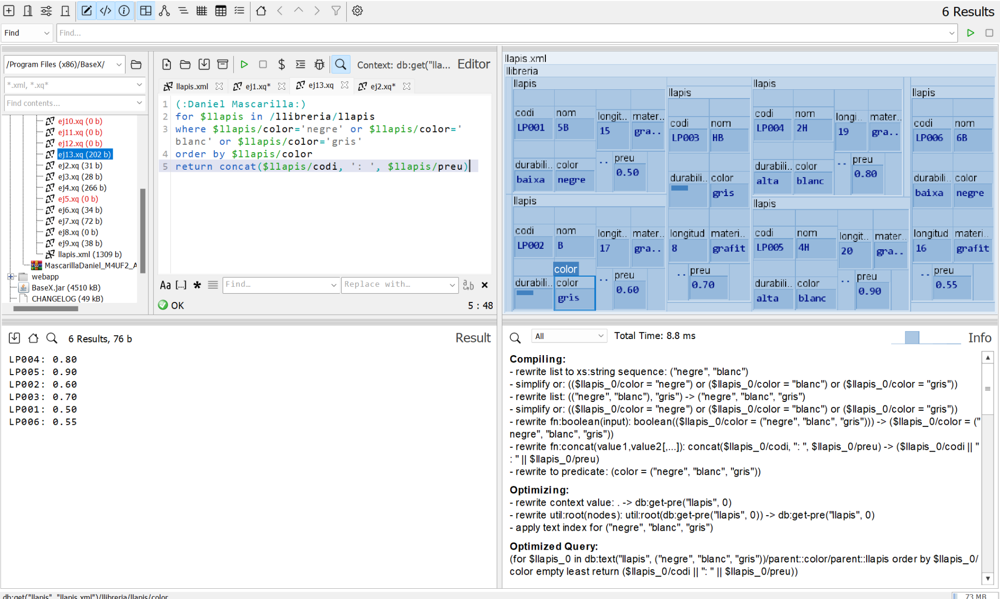 6 Results
Find
Find...
/Program Files (x86)/BaseX/
*.xml, *.xq*
Find contents...
ej10.xq (0 b)
ej11.xq (0 b)
ej12.xq (0 b)
ej13.xq (202 b)
ej2.xq (31 b)
ej3.xq (28 b)
ej4.xq (266 b)
ej5.xq (0 b)
ej6.xq (34 b)
ej7.xq (72 b)
ej8.xq (0 b)
ej9.xq (38 b)
llapis.xml (1309 b)
MascarillaDaniel_M4UF2_A
webapp
BaseX.jar (4510 kB)
CHANGELOG (49 kB)
Context: db:get("lla...
Editor
llapis.xml
ej1.xq*
ej13.xq
ej2.xq*
1 (:Daniel Mascarilla:)
2 for $llapis in /llibreria/llapis
3 where $llapis/color='negre' or $llapis/color='
blanc' or $llapis/color='gris'
4 order by $llapis/color
5 return concat($llapis/codi, ': ', $llapis/preu)
Aa [...] * Find... Replace with...
OK
5 : 48
llapis.xml
llibreria
llapis
codi nom longit.. mater..
LP001 5B 15 gra..
durabili.. color .. preu
baixa negre 0.50
llapis
codi nom longit.. mater..
LP002 B 17 gra..
color
durabili.. color .. preu
gris 0.60
llapis
codi nom
LP003 HB
durabili.. color
gris
longitud materi..
8 grafit
.. preu
0.70
llapis
codi nom longi.. mater..
LP004 2H 19 gra..
durabili.. color .. preu
alta blanc 0.80
llapis
codi nom longit.. mater..
LP005 4H 20 gra..
durabili.. color .. preu
alta blanc 0.90
llapis
codi nom
LP006 6B
durabili.. color
baixa negre
longitud materi..
16 grafit
.. preu
0.55
6 Results, 76 b
Result
LP004: 0.80
LP005: 0.90
LP002: 0.60
LP003: 0.70
LP001: 0.50
LP006: 0.55
All
Total Time: 8.8 ms
Info
Compiling:
- rewrite list to xs:string sequence: ("negre", "blanc")
- simplify or: (($llapis_0/color = "negre") or ($llapis_0/color = "blanc") or ($llapis_0/color = "gris"))
- rewrite list: (("negre", "blanc"), "gris") -> ("negre", "blanc", "gris")
- simplify or: (($llapis_0/color = "negre") or ($llapis_0/color = "blanc") or ($llapis_0/color = "gris"))
- rewrite fn:boolean(input): boolean(($llapis_0/color = ("negre", "blanc", "gris"))) -> ($llapis_0/color = ("
negre", "blanc", "gris"))
- rewrite fn:concat(value1,value2[,...]): concat($llapis_0/codi, ": ", $llapis_0/preu) -> ($llapis_0/codi || "
: " || $llapis_0/preu)
- rewrite to predicate: (color = ("negre", "blanc", "gris"))
Optimizing:
- rewrite context value: . -> db:get-pre("llapis", 0)
- rewrite util:root(nodes): util:root(db:get-pre("llapis", 0)) -> db:get-pre("llapis", 0)
- apply text index for ("negre", "blanc", "gris")
Optimized Query:
(for $llapis_0 in db:text("llapis", ("negre", "blanc", "gris"))/parent::color/parent::llapis order by $llapis_0/
color empty least return ($llapis_0/codi || ": " || $llapis_0/preu))
db:get("llapis", "llapis.xml")/llibreria/llapis/color
73 MB